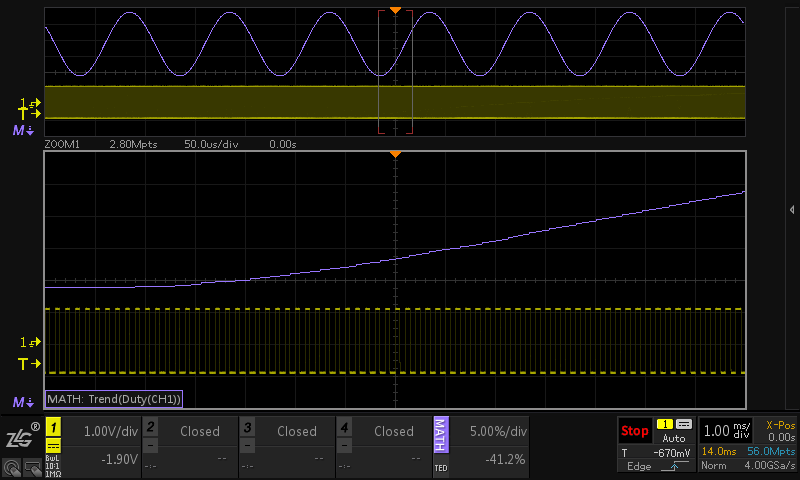 1
T
M
ZOOM1 2.80Mpts 50.0us/div 0.00s
1
T
M
MATH: Trend(Duty(CH1))
ZLG®
1 1.00V/div 2 Closed 3 Closed 4 Closed MATH 5.00%/div Stop 1 Auto 1.00 ms/div X-Pos 0.00s
BwL 10:1 1MΩ -1.90V -:- -- -:- -- -:- -- TED -41.2% T -670mV 14.0ms 56.0Mpts
Edge Norm 4.00GSa/s